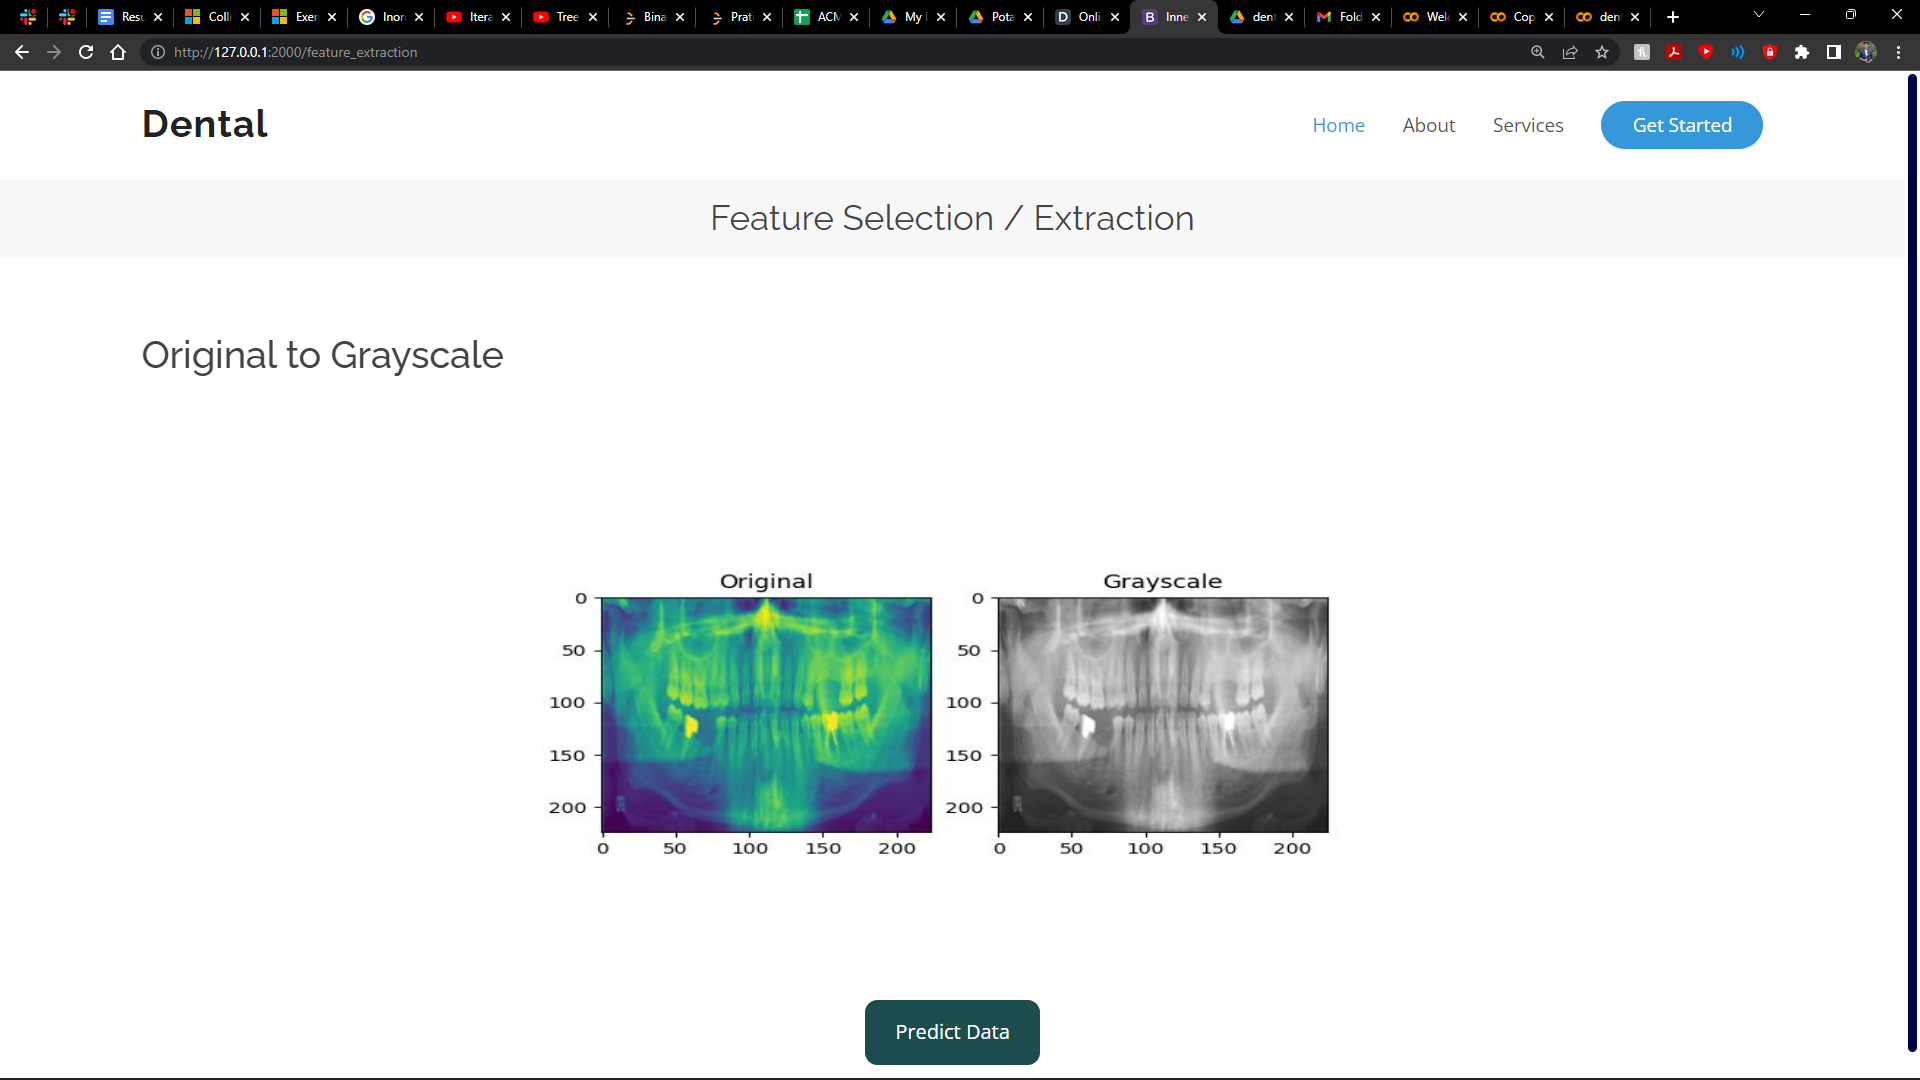 Resu Coll Exer Inor Itera Tree Bina Prati ACM My Pota Onli Inne den Fold Wel Cop den
http://127.0.0.1:2000/feature_extraction
Dental
Home About Services Get Started
Feature Selection / Extraction
Original to Grayscale
Original Grayscale
0 0
50 50
100 100
150 150
200 200
0 50 100 150 200 0 50 100 150 200
Predict Data